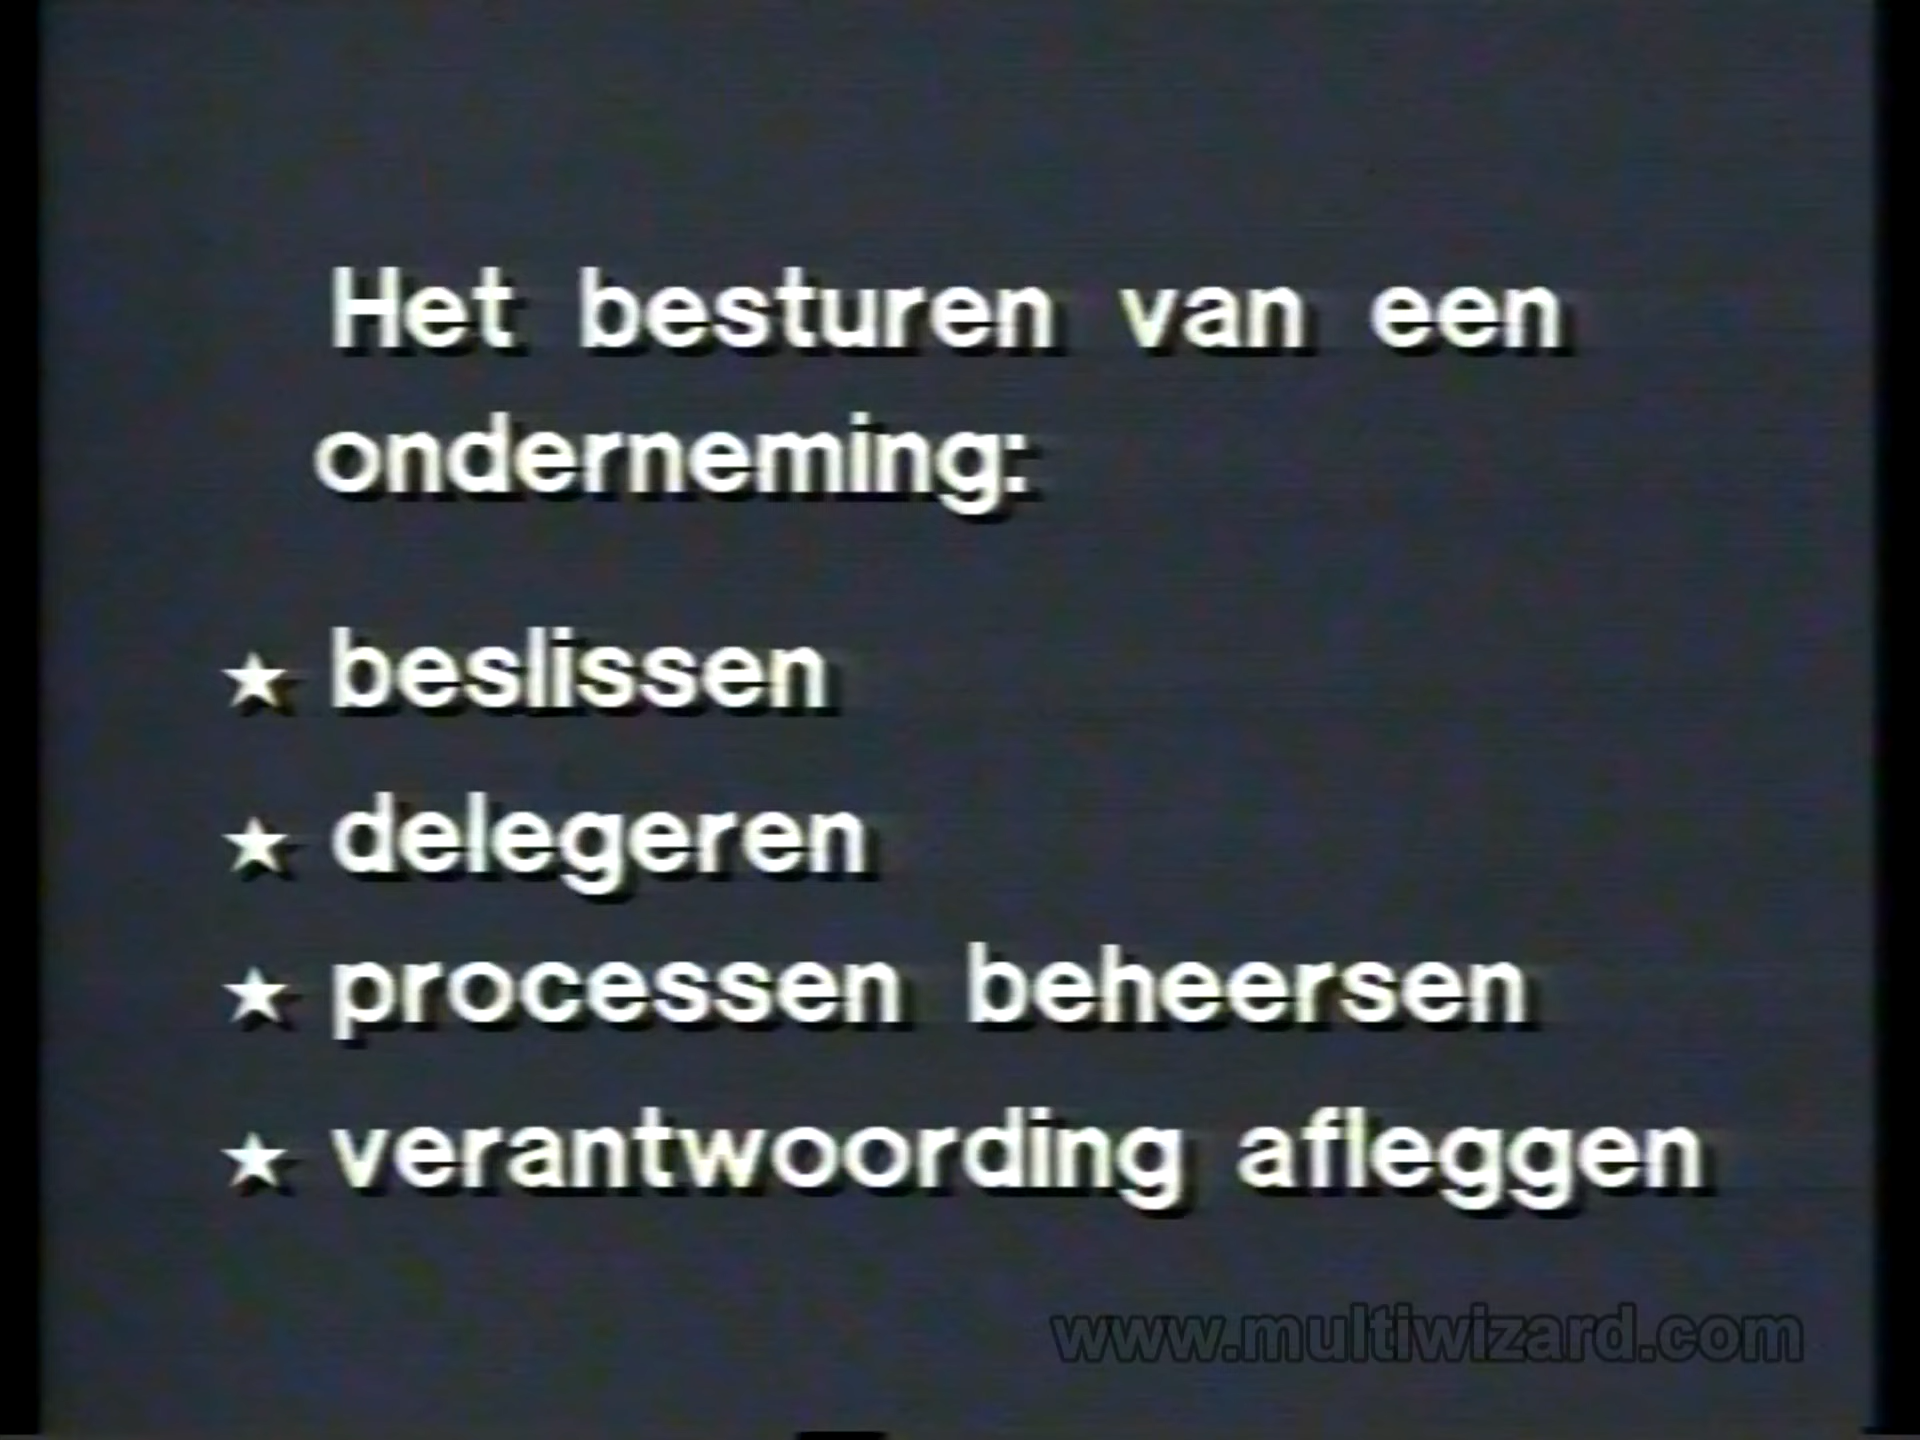 Het besturen van een
onderneming:
★ beslissen
★ delegeren
★ processen beheersen
★ verantwoording afleggen
www.multiwizard.com